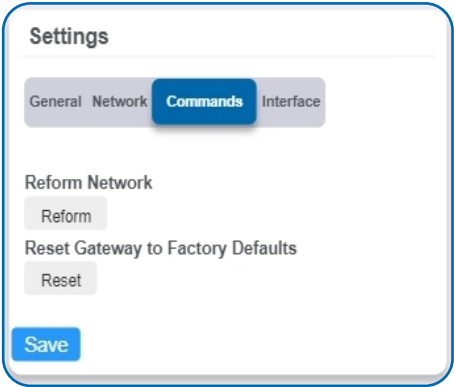 Settings
General Network Commands Interface
Reform Network
Reform
Reset Gateway to Factory Defaults
Reset
Save